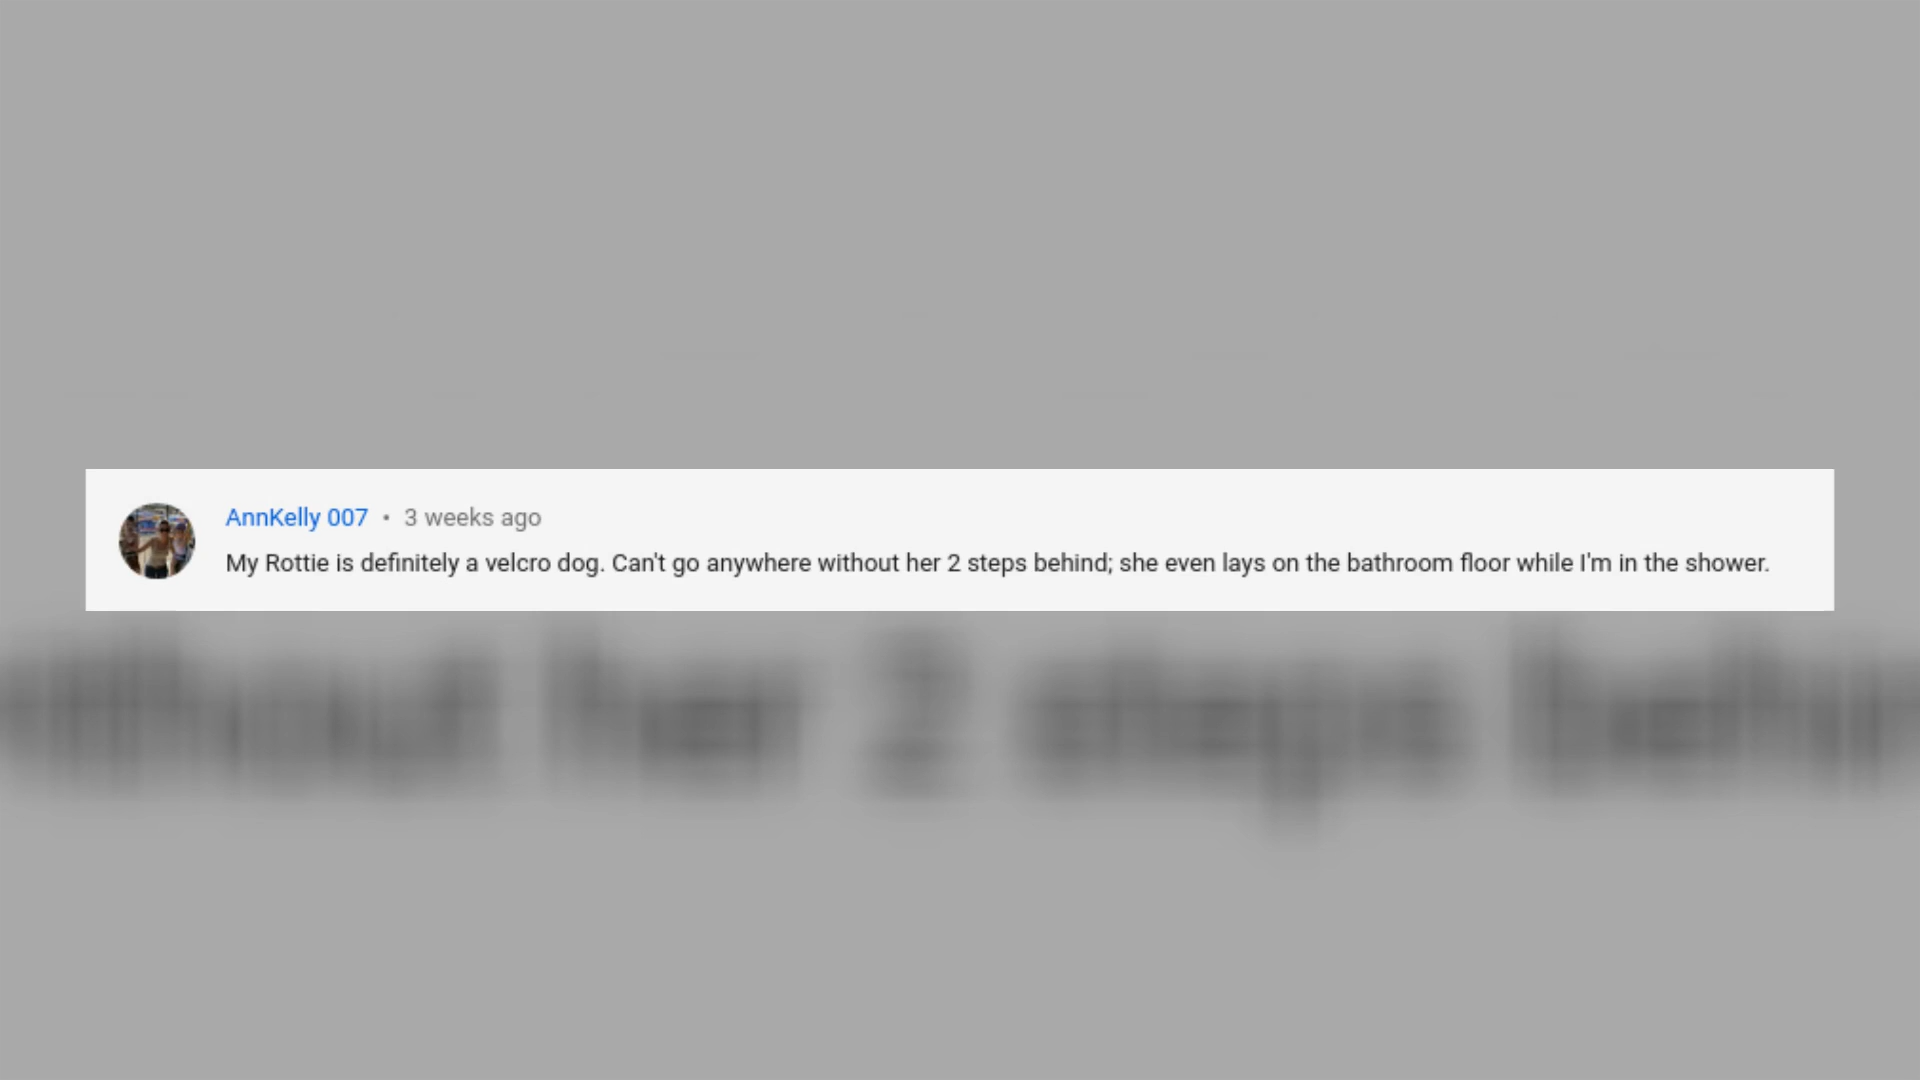 AnnKelly 007 • 3 weeks ago
My Rottie is definitely a velcro dog. Can't go anywhere without her 2 steps behind; she even lays on the bathroom floor while I'm in the shower.